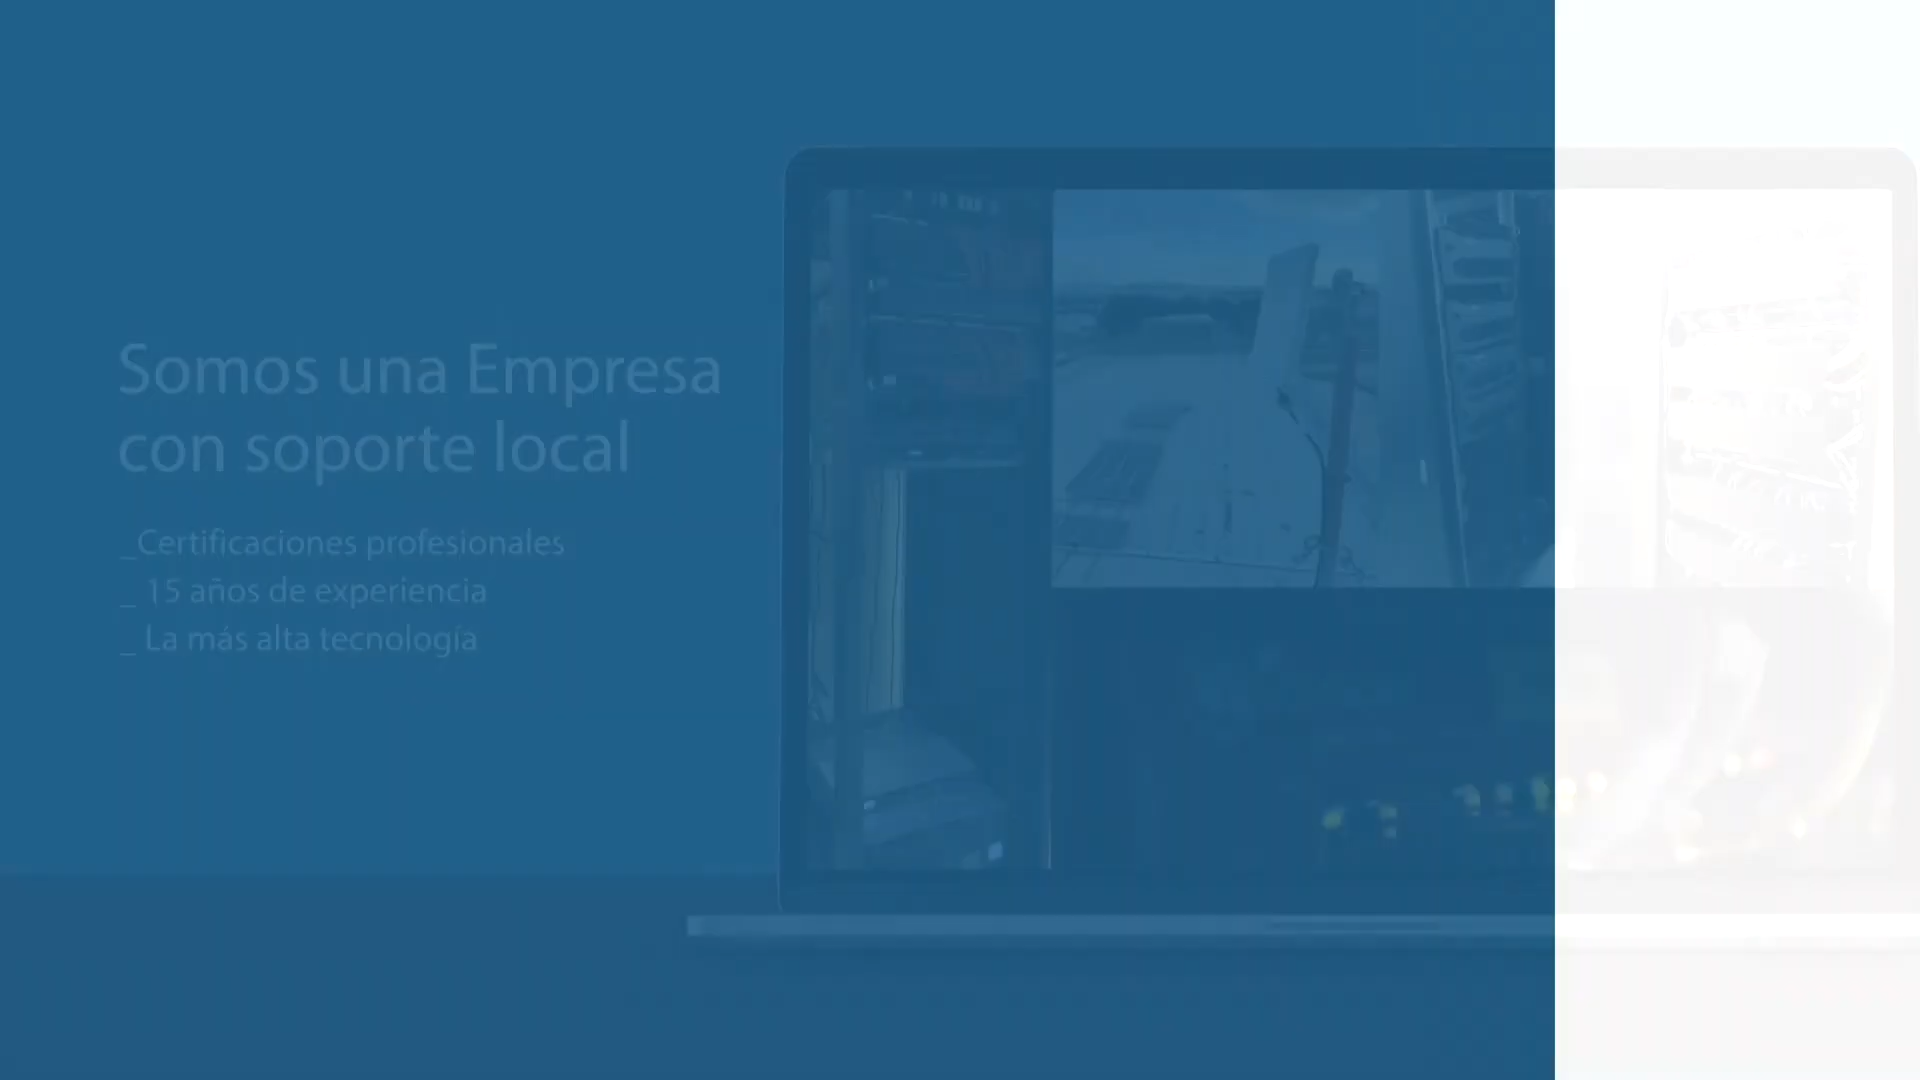 Somos una Empresa
con soporte local
_Certificaciones profesionales
_ 15 años de experiencia
_ La más alta tecnología